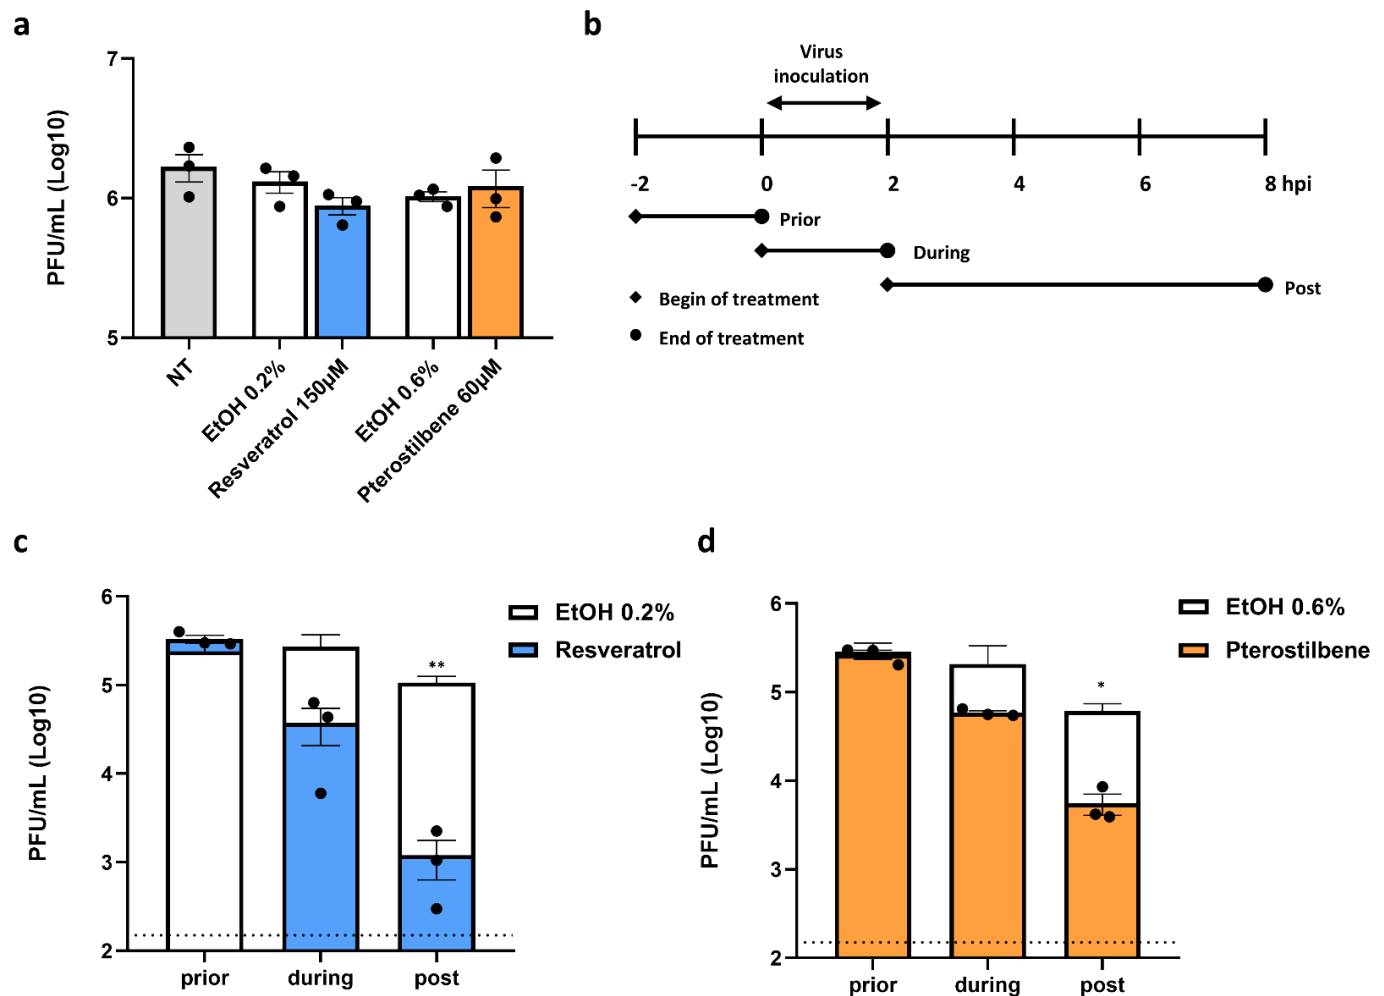 a
7
6
5
PFU/mL (Log10)
NT
EtOH 0.2%
Resveratrol 150µM
EtOH 0.6%
Pterostilbene 60µM
b
Virus
inoculation
-2 0 2 4 6 8 hpi
Prior
During
Post
Begin of treatment
End of treatment
c
6
5
4
3
2
PFU/mL (Log10)
**
prior during post
EtOH 0.2%
Resveratrol
d
6
5
4
3
2
PFU/mL (Log10)
*
prior during post
EtOH 0.6%
Pterostilbene